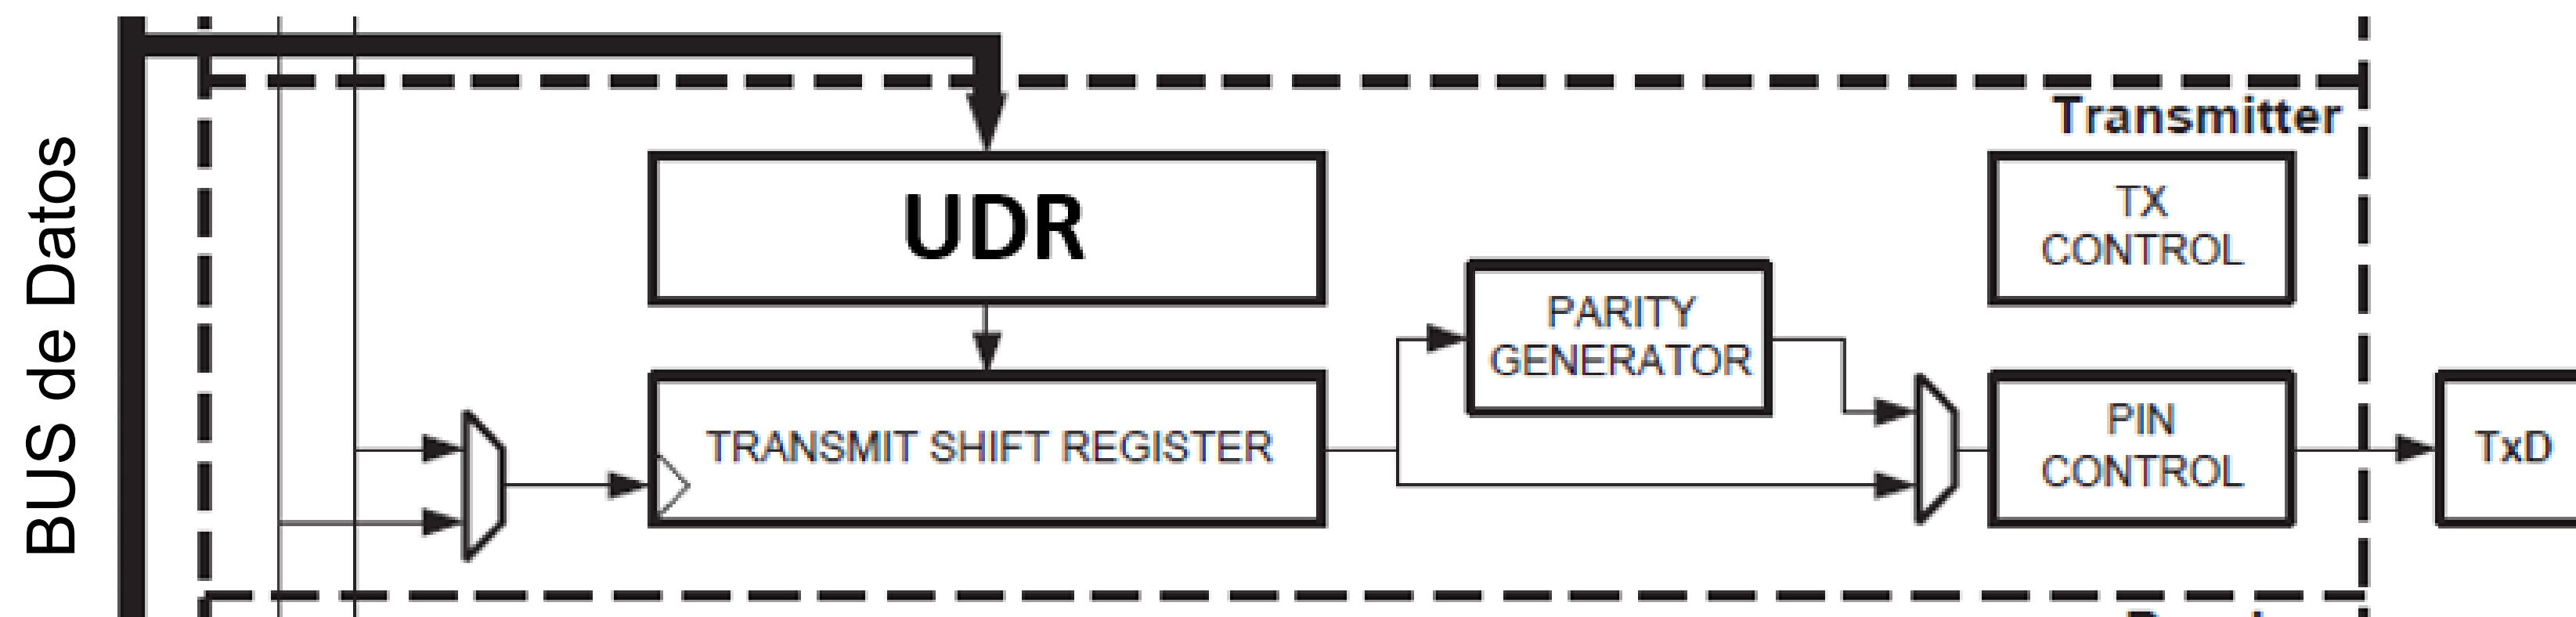 BUS de Datos
Transmitter
UDR
TX
CONTROL
PARITY
GENERATOR
TRANSMIT SHIFT REGISTER
PIN
CONTROL
TxD